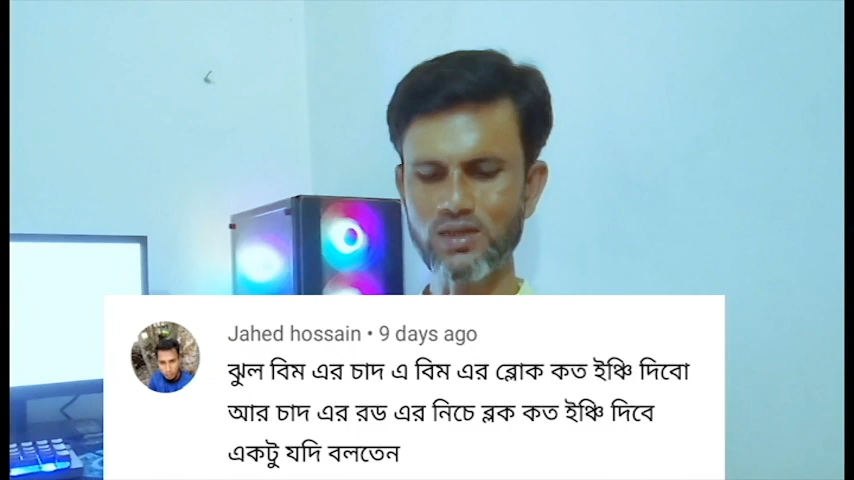 Jahed hossain • 9 days ago
ঝুল বিম এর চাদ এ বিম এর ব্লোক কত ইঞ্চি দিবো
আর চাদ এর রড এর নিচে ব্লক কত ইঞ্চি দিবে
একটু যদি বলতেন